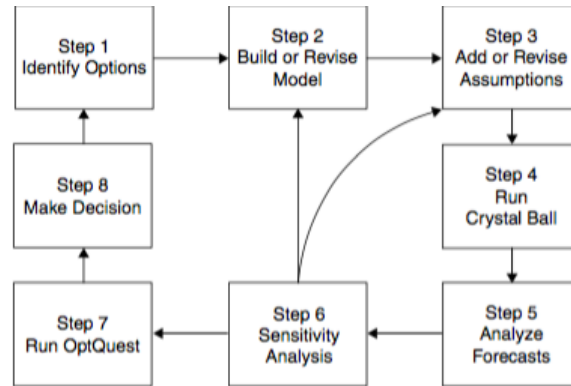 Step 1
Identify Options
Step 2
Build or Revise
Model
Step 3
Add or Revise
Assumptions
Step 8
Make Decision
Step 4
Run
Crystal Ball
Step 7
Run OptQuest
Step 6
Sensitivity
Analysis
Step 5
Analyze
Forecasts